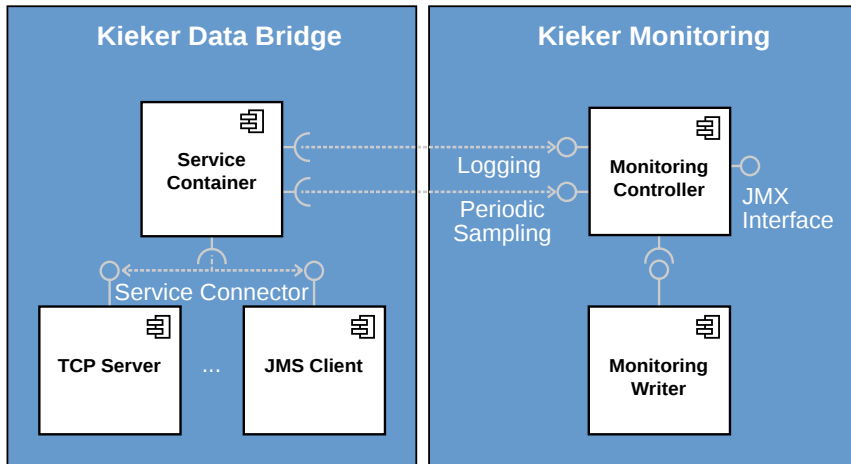 Kieker Data Bridge
Kieker Monitoring
Service
Container
Logging
Periodic
Sampling
Monitoring
Controller
JMX
Interface
Service Connector
TCP Server
...
JMS Client
Monitoring
Writer